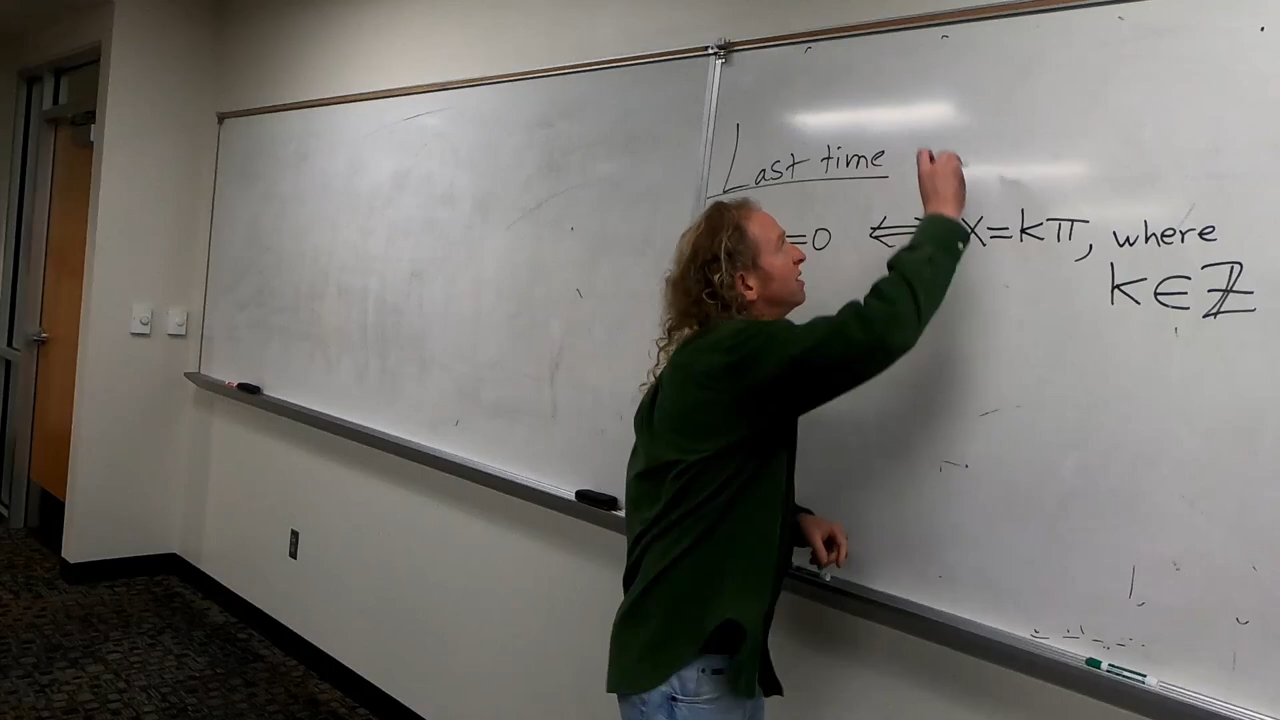 Last time
=0 ⟺ x=kπ, where
k∈ℤ